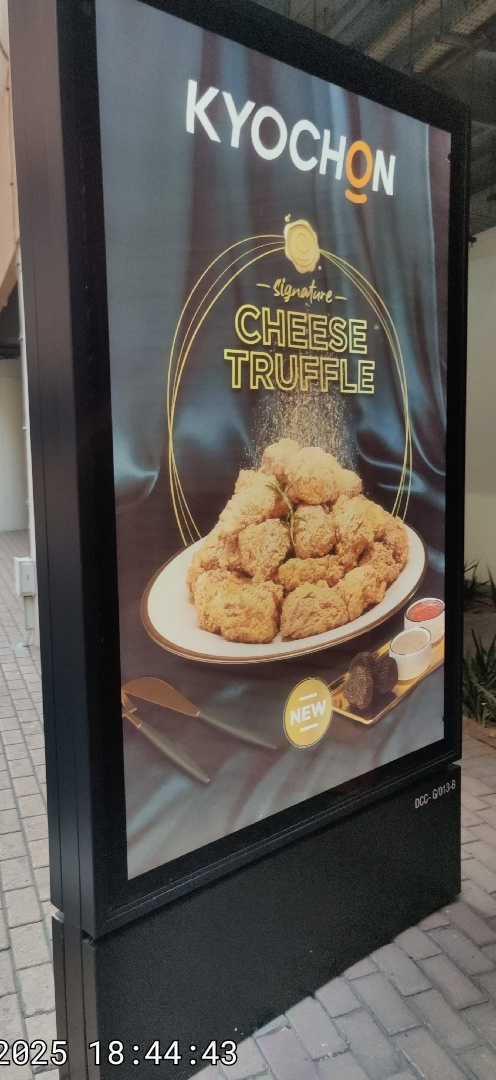 KYOCHON
Signature
CHEESE
TRUFFLE
NEW
DCC- G/013-B
2025 18:44:43